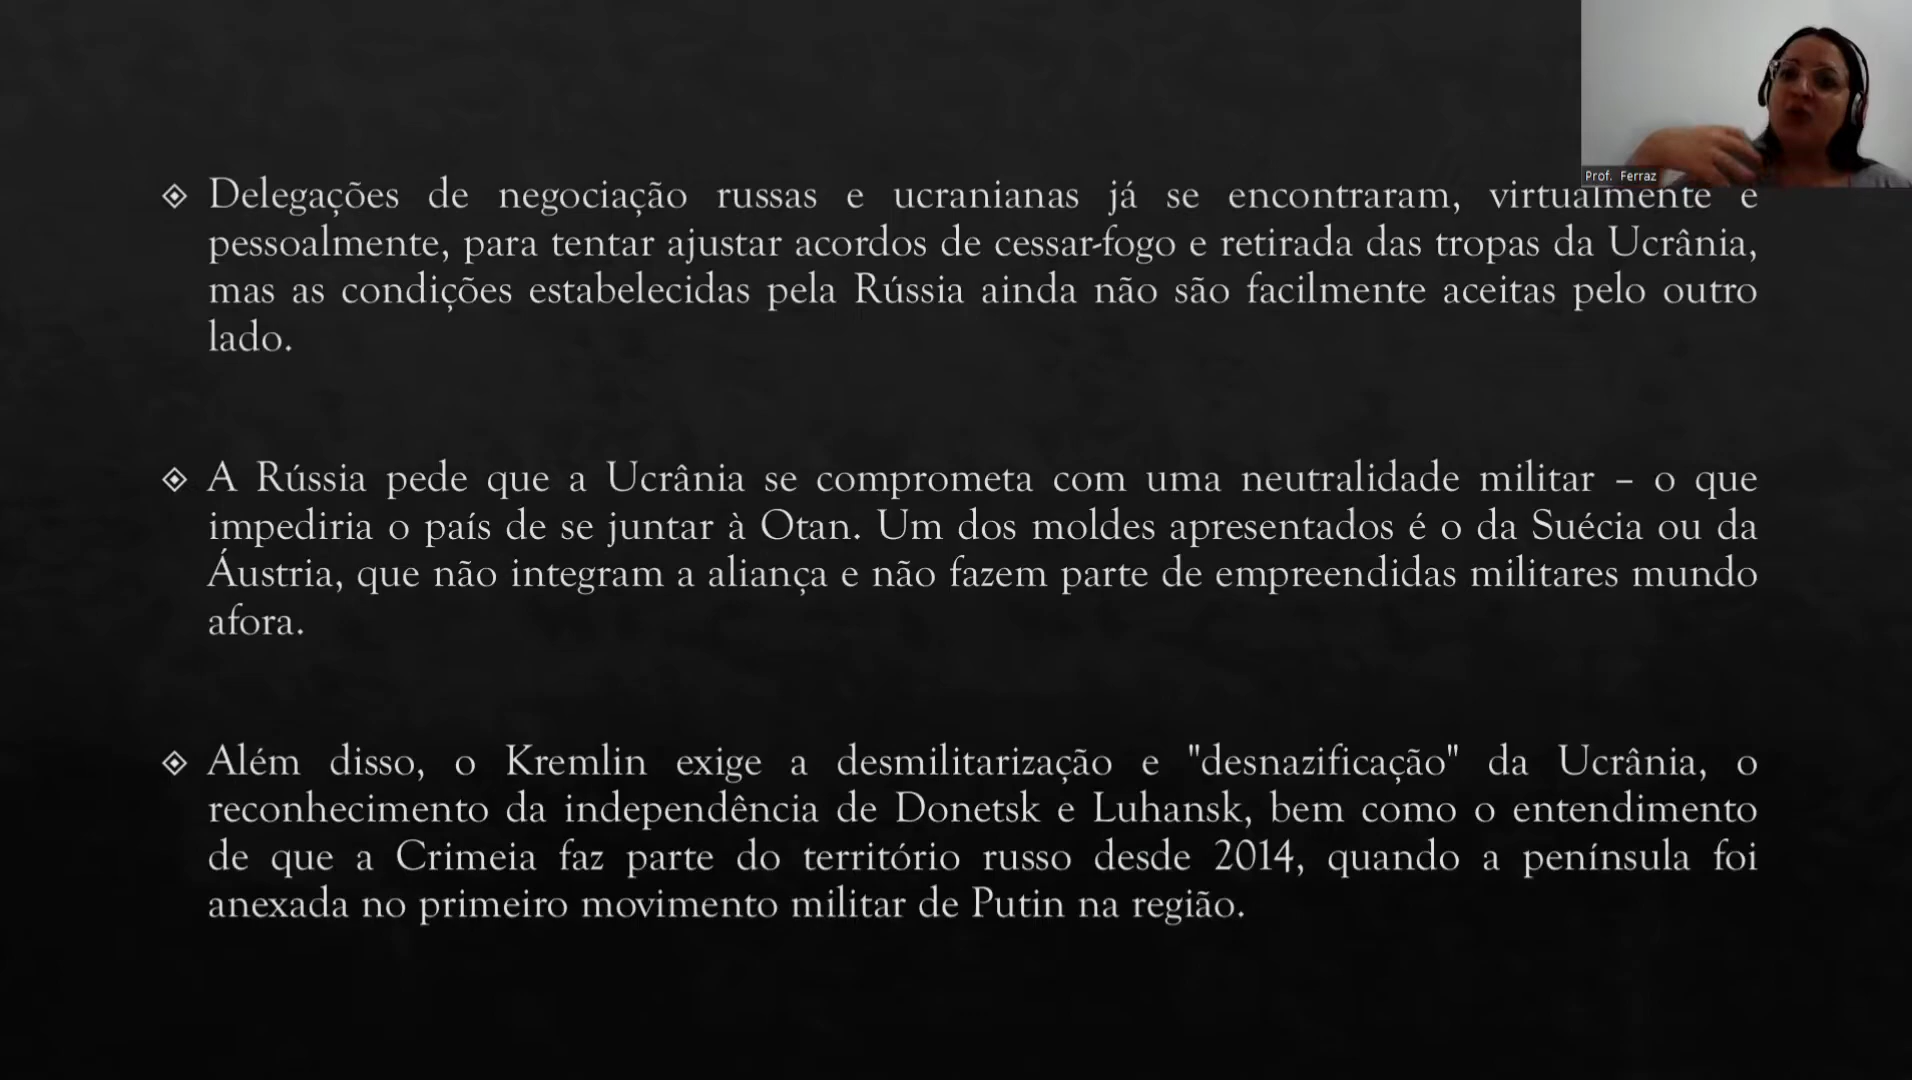 Prof. Ferraz
Delegações de negociação russas e ucranianas já se encontraram, virtualmente e
pessoalmente, para tentar ajustar acordos de cessar-fogo e retirada das tropas da Ucrânia,
mas as condições estabelecidas pela Rússia ainda não são facilmente aceitas pelo outro
lado.
A Rússia pede que a Ucrânia se comprometa com uma neutralidade militar – o que
impediria o país de se juntar à Otan. Um dos moldes apresentados é o da Suécia ou da
Áustria, que não integram a aliança e não fazem parte de empreendidas militares mundo
afora.
Além disso, o Kremlin exige a desmilitarização e "desnazificação" da Ucrânia, o
reconhecimento da independência de Donetsk e Luhansk, bem como o entendimento
de que a Crimeia faz parte do território russo desde 2014, quando a península foi
anexada no primeiro movimento militar de Putin na região.